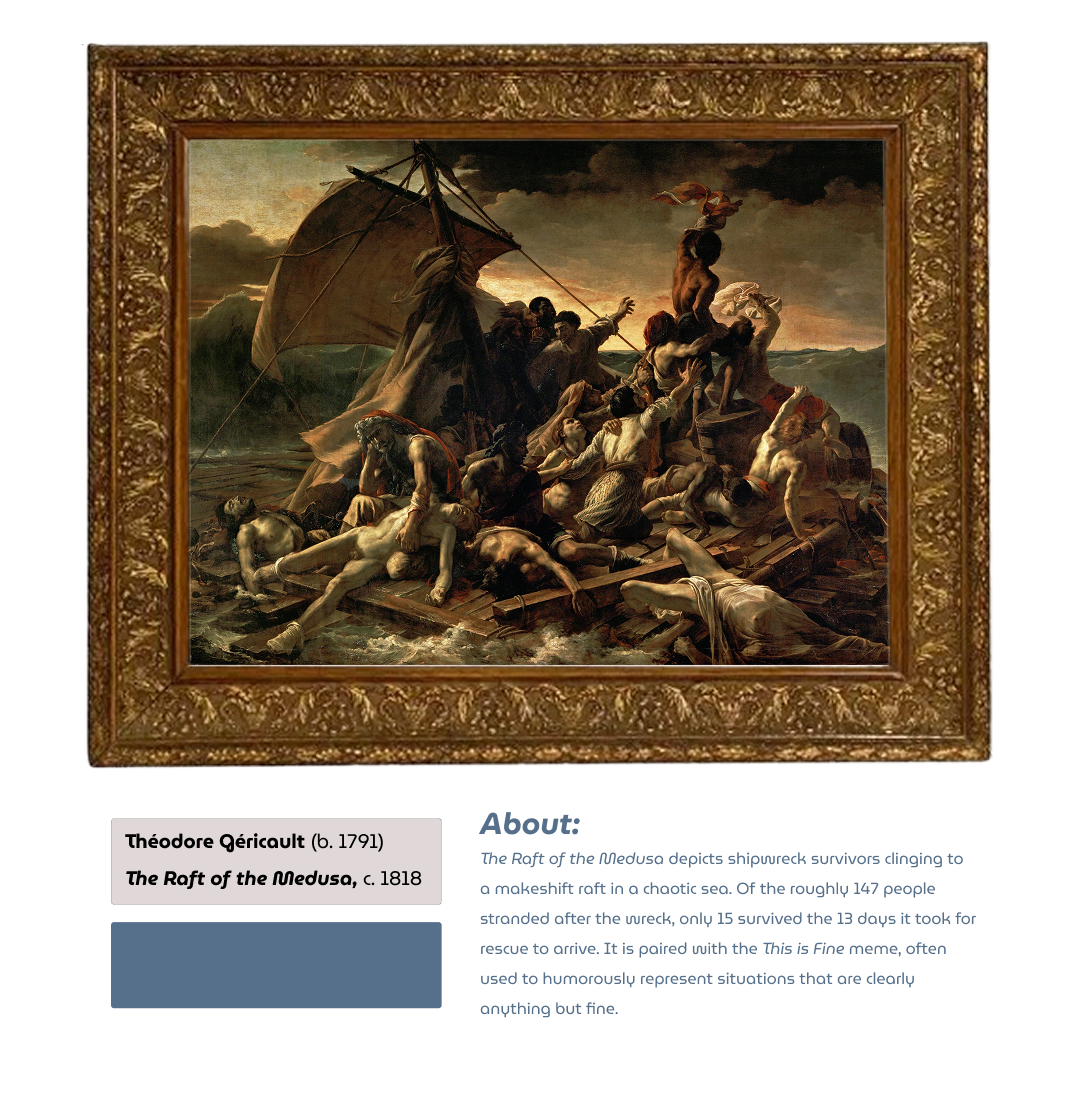 Théodore Géricault (b. 1791)
The Raft of the Medusa, c. 1818
About:
The Raft of the Medusa depicts shipwreck survivors clinging to
a makeshift raft in a chaotic sea. Of the roughly 147 people
stranded after the wreck, only 15 survived the 13 days it took for
rescue to arrive. It is paired with the This is Fine meme, often
used to humorously represent situations that are clearly
anything but fine.